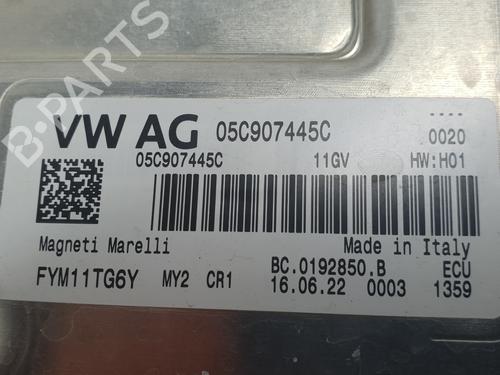 B-PARTS
----
VW AG 05C907445C 0020
05C907445C 11GV HW:H01
Magneti Marelli Made in Italy
FYM11TG6Y MY2 CR1 BC.0192850.B ECU
16.06.22 0003 1359